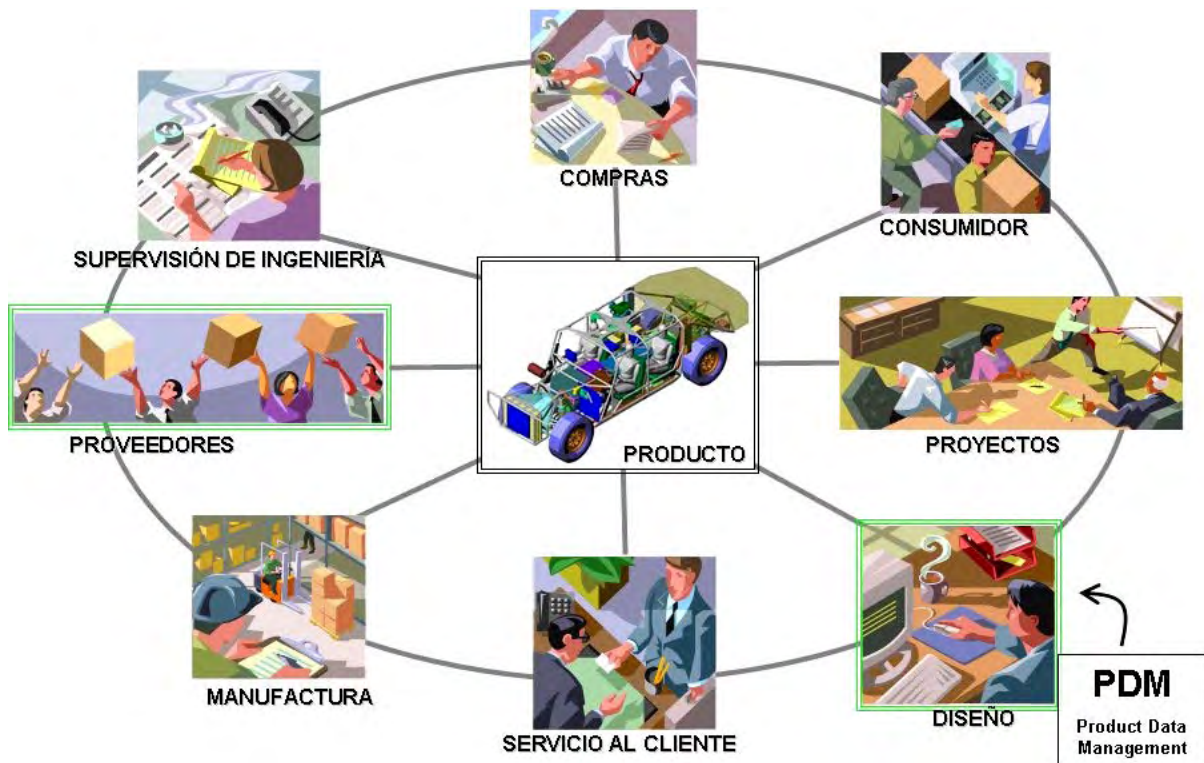 COMPRAS
CONSUMIDOR
SUPERVISIÓN DE INGENIERÍA
PROVEEDORES
PRODUCTO
PROYECTOS
MANUFACTURA
SERVICIO AL CLIENTE
DISEÑO
PDM
Product Data
Management